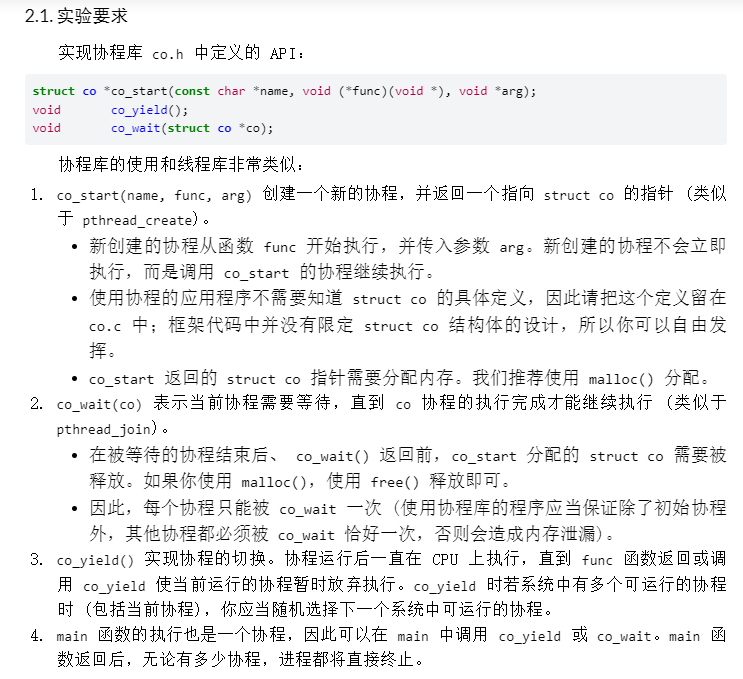 2.1. 实验要求
实现协程库 co.h 中定义的 API:
struct co *co_start(const char *name, void (*func)(void *), void *arg);
void co_yield();
void co_wait(struct co *co);
协程库的使用和线程库非常类似:
1. co_start(name, func, arg) 创建一个新的协程，并返回一个指向 struct co 的指针 (类似
于 pthread_create)。
• 新创建的协程从函数 func 开始执行，并传入参数 arg。新创建的协程不会立即
执行，而是调用 co_start 的协程继续执行。
• 使用协程的应用程序不需要知道 struct co 的具体定义，因此请把这个定义留在
co.c 中；框架代码中并没有限定 struct co 结构体的设计，所以你可以自由发
挥。
• co_start 返回的 struct co 指针需要分配内存。我们推荐使用 malloc() 分配。
2. co_wait(co) 表示当前协程需要等待，直到 co 协程的执行完成才能继续执行 (类似于
pthread_join)。
• 在被等待的协程结束后、 co_wait() 返回前，co_start 分配的 struct co 需要被
释放。如果你使用 malloc()，使用 free() 释放即可。
• 因此，每个协程只能被 co_wait 一次 (使用协程库的程序应当保证除了初始协程
外，其他协程都必须被 co_wait 恰好一次，否则会造成内存泄漏)。
3. co_yield() 实现协程的切换。协程运行后一直在 CPU 上执行，直到 func 函数返回或调
用 co_yield 使当前运行的协程暂时放弃执行。co_yield 时若系统中有多个可运行的协程
时 (包括当前协程)，你应当随机选择下一个系统中可运行的协程。
4. main 函数的执行也是一个协程，因此可以在 main 中调用 co_yield 或 co_wait。main 函
数返回后，无论有多少协程，进程都将直接终止。